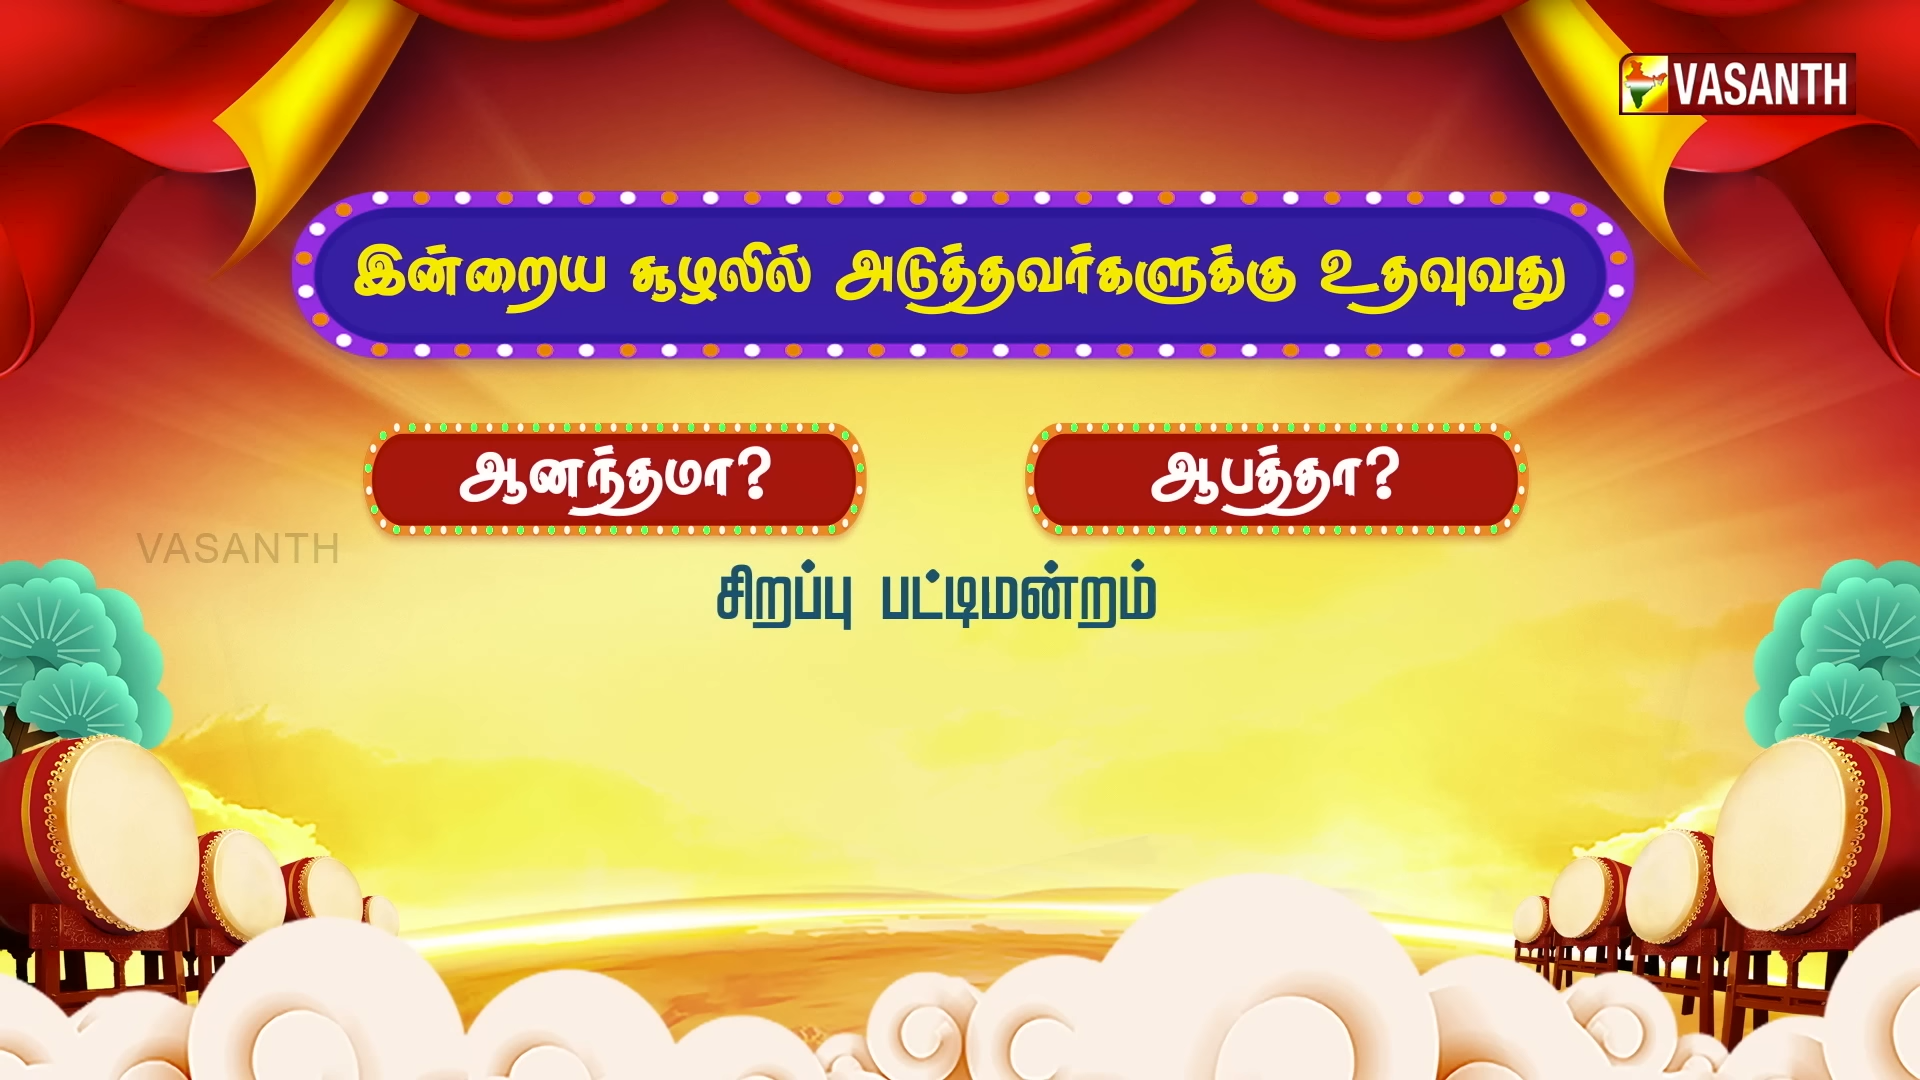 VASANTH
இன்றைய சூழலில் அடுத்தவர்களுக்கு உதவுவது
ஆனந்தமா?
ஆபத்தா?
VASANTH
சிறப்பு பட்டிமன்றம்